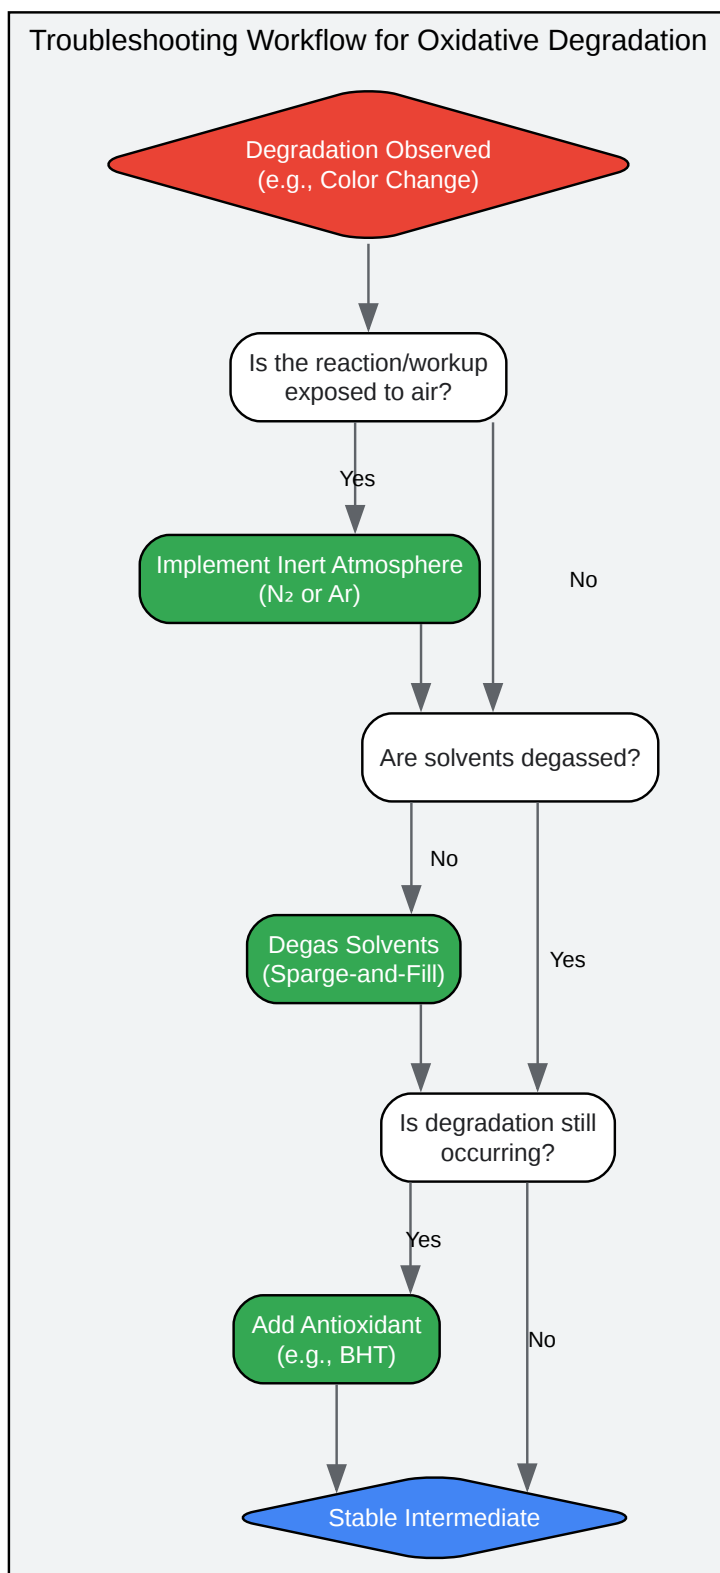 Troubleshooting Workflow for Oxidative Degradation
Degradation Observed
(e.g., Color Change)
Is the reaction/workup
exposed to air?
Yes
Implement Inert Atmosphere
(N₂ or Ar)
No
Are solvents degassed?
No
Degas Solvents
(Sparge-and-Fill)
Yes
Is degradation still
occurring?
Yes
Add Antioxidant
(e.g., BHT)
No
Stable Intermediate